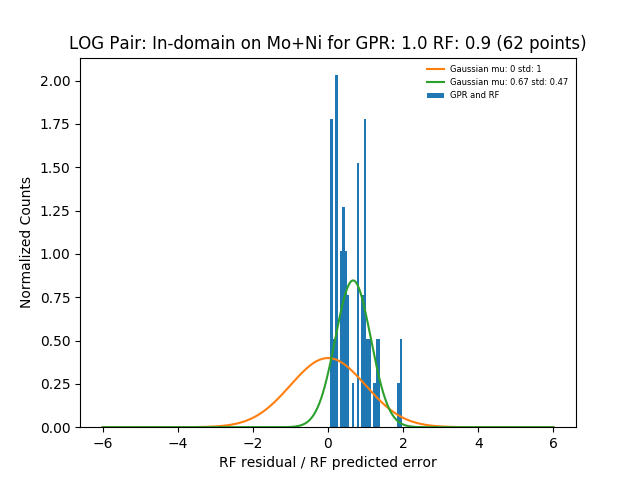 LOG Pair: In-domain on Mo+Ni for GPR: 1.0 RF: 0.9 (62 points)
Gaussian mu: 0 std: 1
Gaussian mu: 0.67 std: 0.47
GPR and RF
Normalized Counts
2.00
1.75
1.50
1.25
1.00
0.75
0.50
0.25
0.00
−6 −4 −2 0 2 4 6
RF residual / RF predicted error